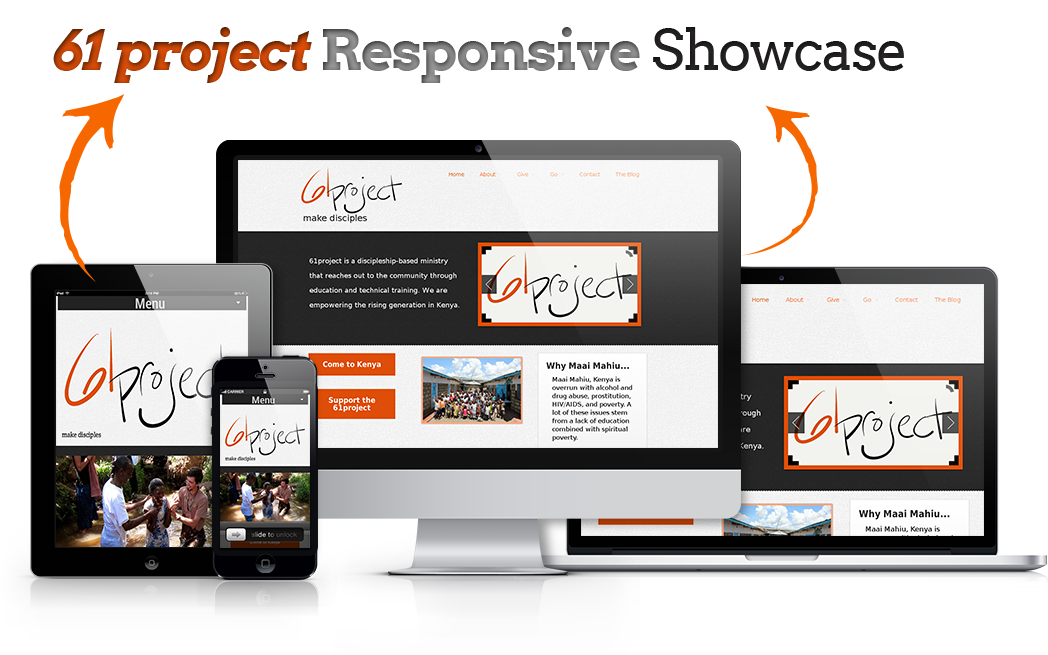 61 project Responsive Showcase
61project
make disciples
Home About Give Go Contact The Blog
61project is a discipleship-based ministry
that reaches out to the community through
education and technical training. We are
empowering the rising generation in Kenya.
61project
Come to Kenya
Support the
61project
Why Maai Mahiu...
Maai Mahiu, Kenya is
overrun with alcohol and
drug abuse, prostitution,
HIV/AIDS, and poverty. A
lot of these issues stem
from a lack of education
combined with spiritual
poverty.
Menu
61project
make disciples
CARRIER
Menu
61project
make disciples
slide to unlock
Home About Give Go Contact The Blog
rough
are
Kenya.
61project
Why Maai Mahiu...
Maai Mahiu, Kenya is